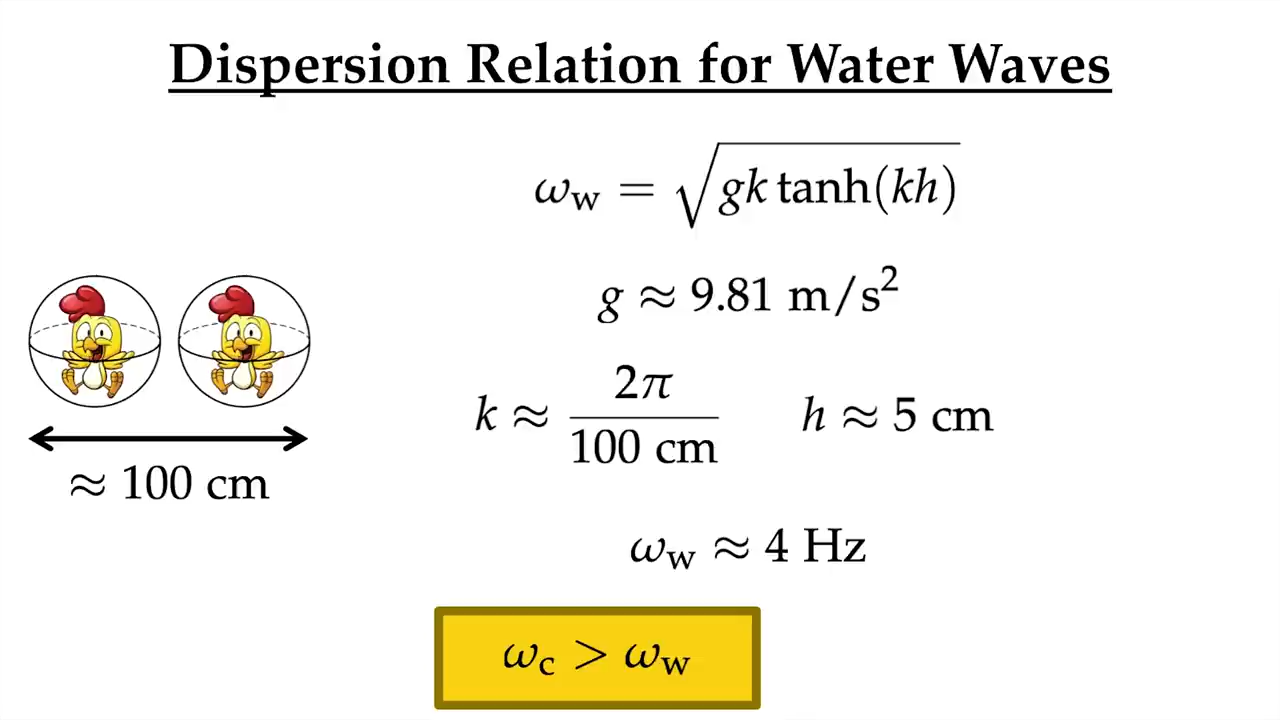 Dispersion Relation for Water Waves
ω_w = √(gk tanh(kh))
g ≈ 9.81 m/s²
k ≈ 2π / 100 cm
h ≈ 5 cm
≈ 100 cm
ω_w ≈ 4 Hz
ω_c > ω_w